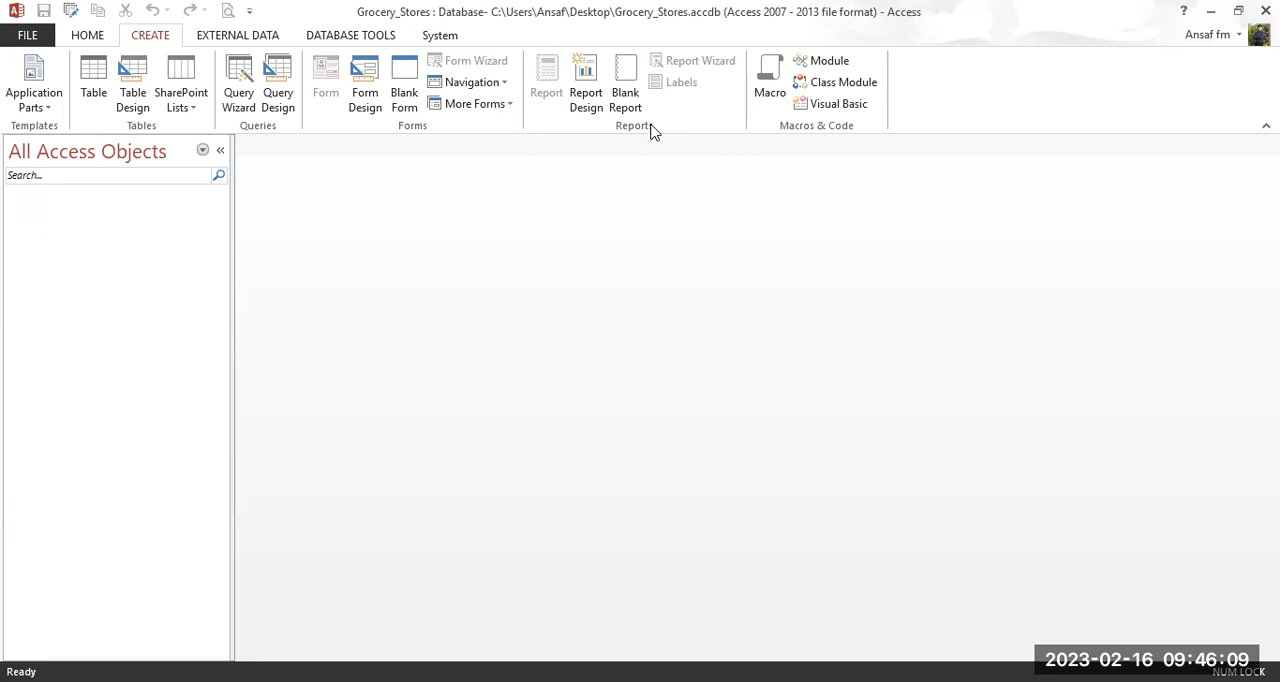 Grocery_Stores : Database- C:\Users\Ansaf\Desktop\Grocery_Stores.accdb (Access 2007 - 2013 file format) - Access
?
FILE HOME CREATE EXTERNAL DATA DATABASE TOOLS System Ansaf fm
Application Parts
Table
Table Design
SharePoint Lists
Query Wizard
Query Design
Form
Form Design
Blank Form
Form Wizard
Navigation
More Forms
Report
Report Design
Blank Report
Report Wizard
Labels
Macro
Module
Class Module
Visual Basic
Templates Tables Queries Forms Reports Macros & Code
All Access Objects
Search...
Ready
2023-02-16 09:46:09
NUM LOCK